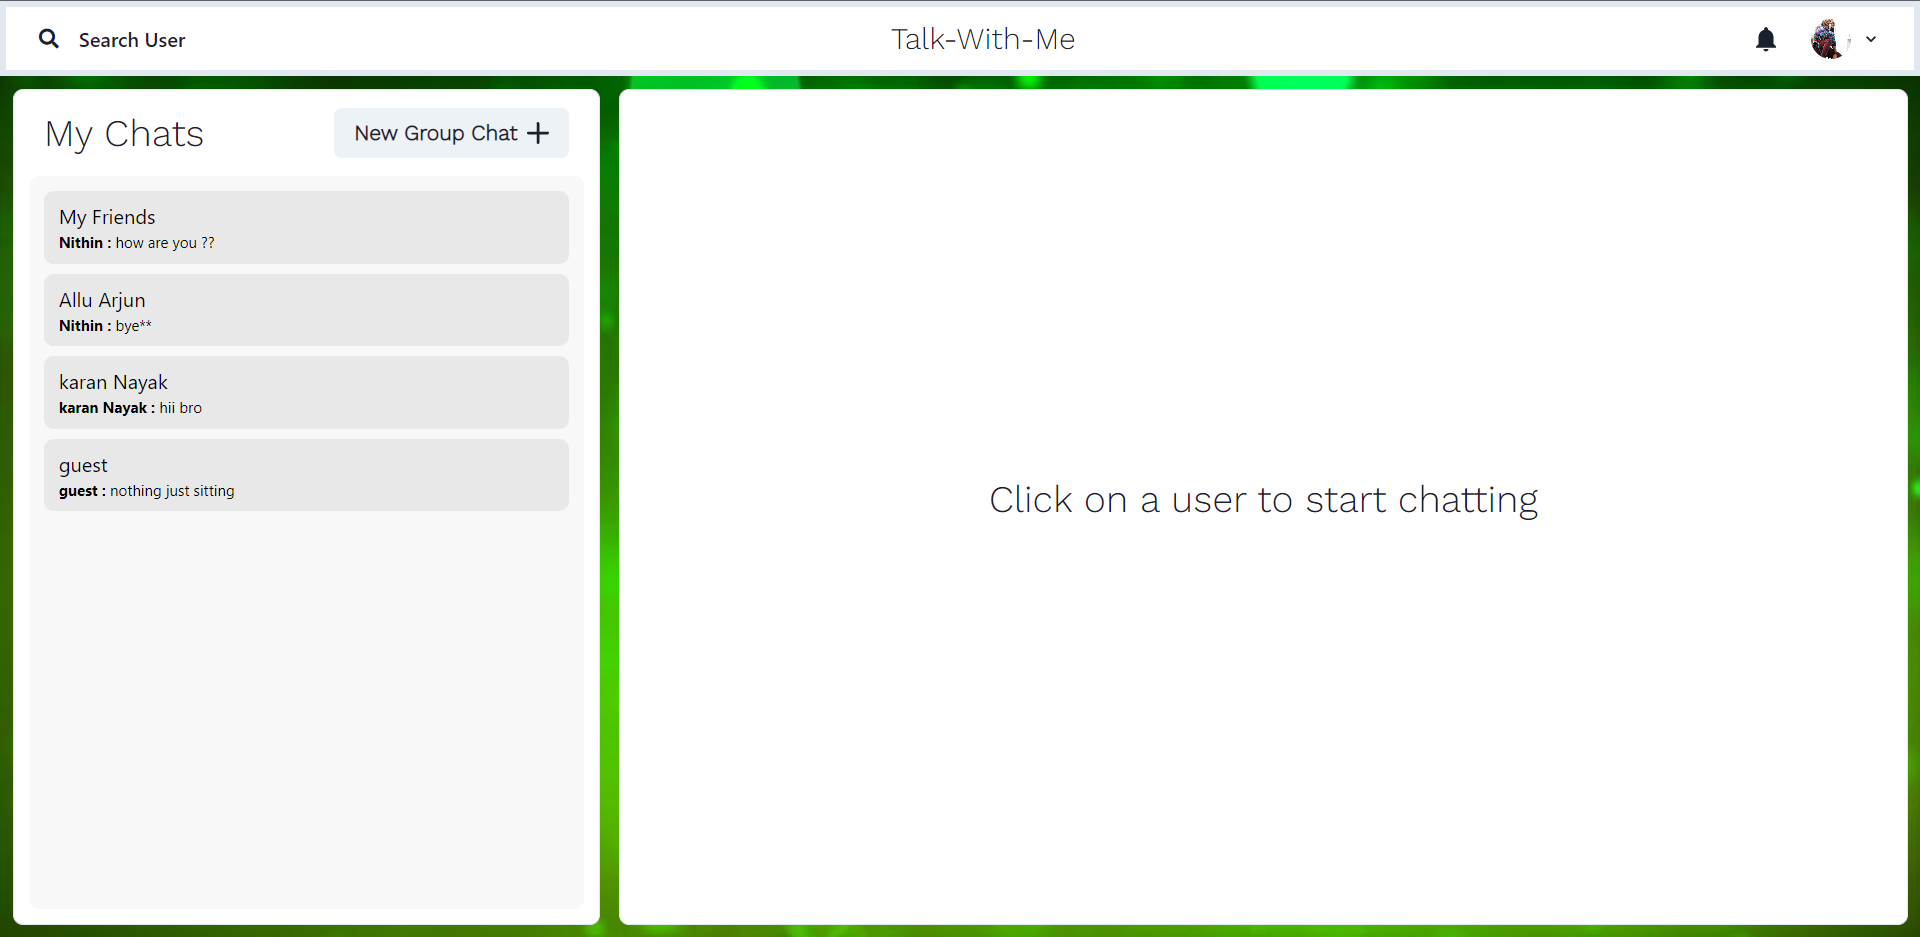 Search User
Talk-With-Me
My Chats
New Group Chat
My Friends
Nithin : how are you ??
Allu Arjun
Nithin : bye**
karan Nayak
karan Nayak : hii bro
guest
guest : nothing just sitting
Click on a user to start chatting